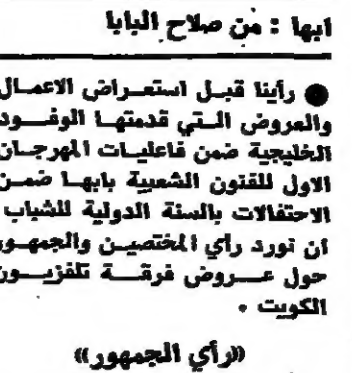 ابها : من صلاح البابا
● رأينا قبل استعراض الاعمال
والعروض التي قدمتها الوفود
الخليجية ضمن فاعليات المهرجان
الاول للفنون الشعبية بابها ضمن
الاحتفالات بالسنة الدولية للشباب
ان نورد رأي المختصين والجمهور
حول عروض فرقة تلفزيون
الكويت .
«رأي الجمهور»